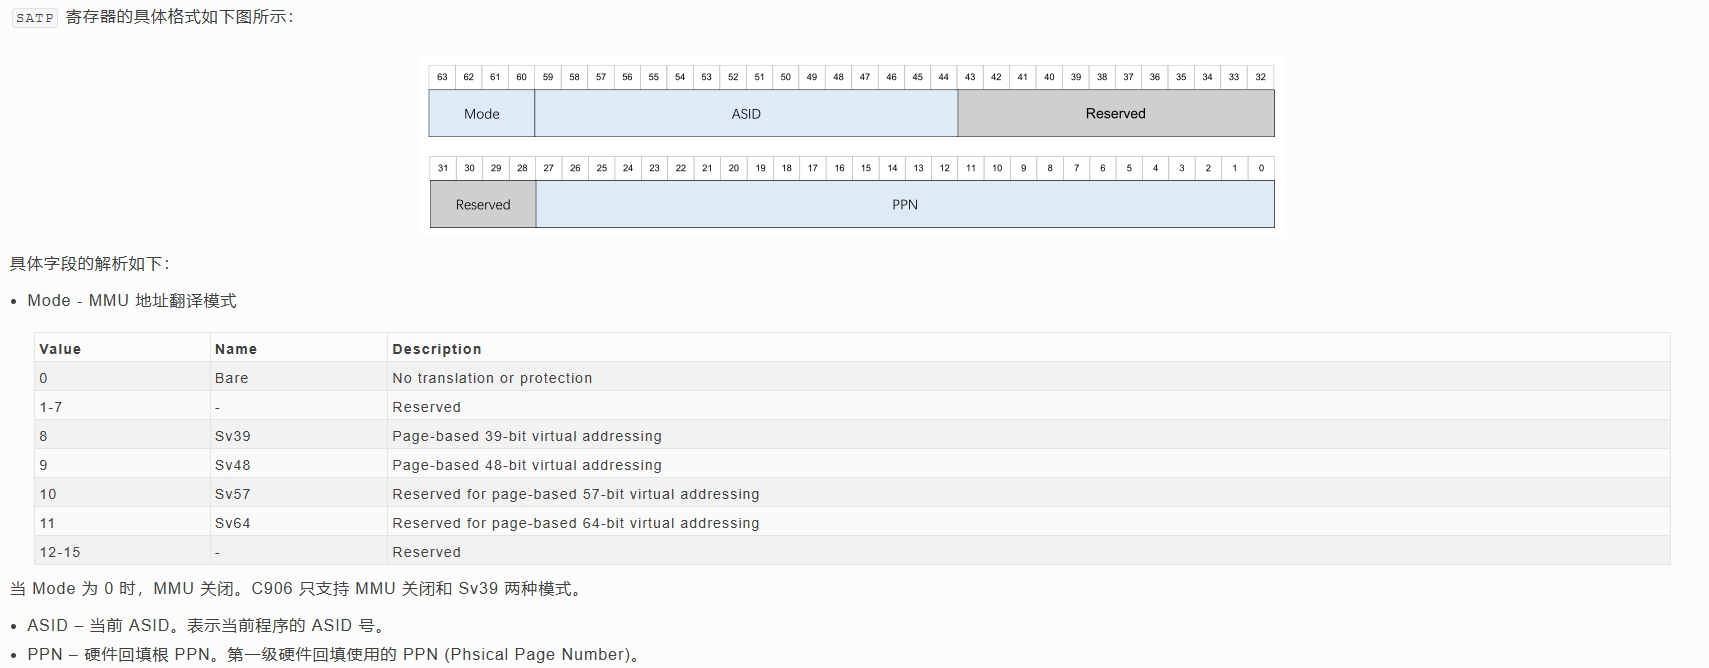 SATP 寄存器的具体格式如下图所示：
63 62 61 60 59 58 57 56 55 54 53 52 51 50 49 48 47 46 45 44 43 42 41 40 39 38 37 36 35 34 33 32
Mode ASID Reserved
31 30 29 28 27 26 25 24 23 22 21 20 19 18 17 16 15 14 13 12 11 10 9 8 7 6 5 4 3 2 1 0
Reserved PPN
具体字段的解析如下：
• Mode - MMU 地址翻译模式
Value Name Description
0 Bare No translation or protection
1-7 - Reserved
8 Sv39 Page-based 39-bit virtual addressing
9 Sv48 Page-based 48-bit virtual addressing
10 Sv57 Reserved for page-based 57-bit virtual addressing
11 Sv64 Reserved for page-based 64-bit virtual addressing
12-15 - Reserved
当 Mode 为 0 时，MMU 关闭。C906 只支持 MMU 关闭和 Sv39 两种模式。
• ASID – 当前 ASID。表示当前程序的 ASID 号。
• PPN – 硬件回填根 PPN。第一级硬件回填使用的 PPN (Phsical Page Number)。